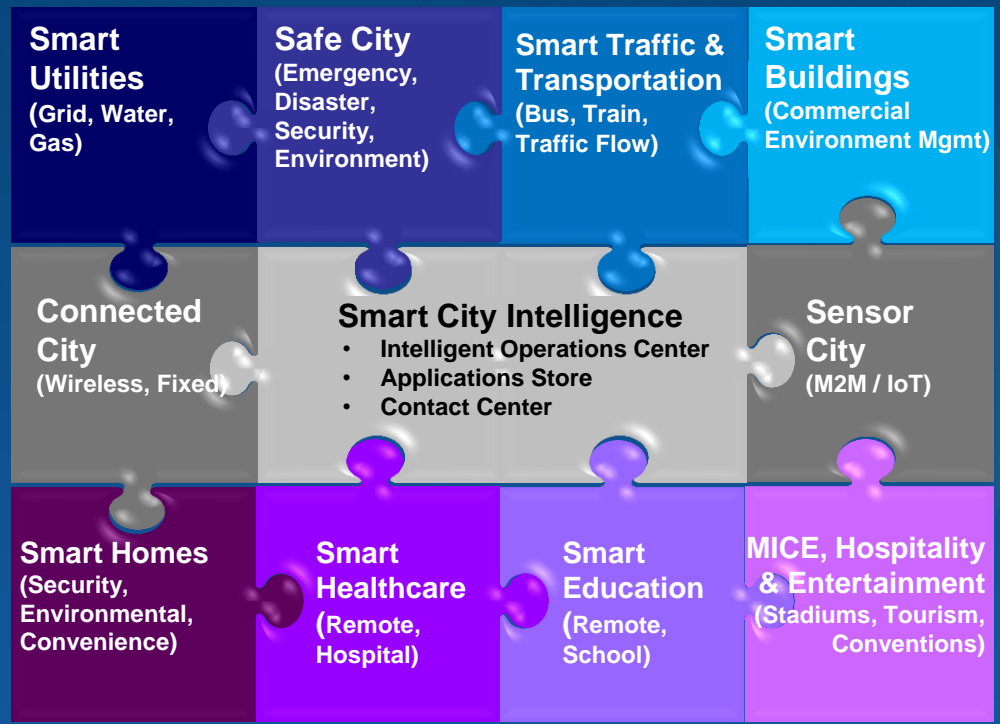 Smart
Utilities
(Grid, Water,
Gas)
Safe City
(Emergency,
Disaster,
Security,
Environment)
Smart Traffic &
Transportation
(Bus, Train,
Traffic Flow)
Smart
Buildings
(Commercial
Environment Mgmt)
Connected
City
(Wireless, Fixed)
Smart City Intelligence
• Intelligent Operations Center
• Applications Store
• Contact Center
Sensor
City
(M2M / IoT)
Smart Homes
(Security,
Environmental,
Convenience)
Smart
Healthcare
(Remote,
Hospital)
Smart
Education
(Remote,
School)
MICE, Hospitality
& Entertainment
(Stadiums, Tourism,
Conventions)